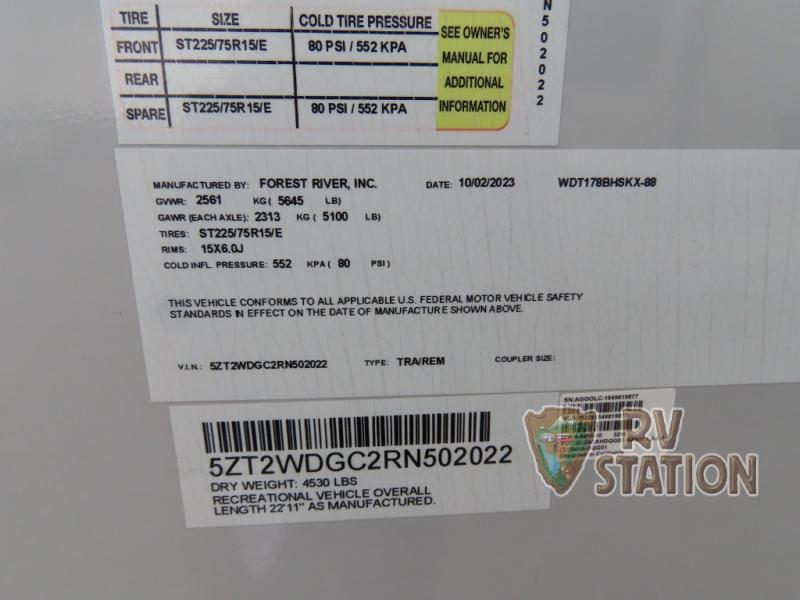 TIRE SIZE COLD TIRE PRESSURE
FRONT ST225/75R15/E 80 PSI / 552 KPA
REAR
SPARE ST225/75R15/E 80 PSI / 552 KPA
SEE OWNER'S
MANUAL FOR
ADDITIONAL
INFORMATION
N502022
MANUFACTURED BY: FOREST RIVER, INC. DATE: 10/02/2023 WDT178BHSKX-88
GVWR: 2561 KG ( 5645 LB)
GAWR (EACH AXLE): 2313 KG ( 5100 LB)
TIRES: ST225/75R15/E
RIMS: 15X6.0J
COLD INFL. PRESSURE: 552 KPA ( 80 PSI)
THIS VEHICLE CONFORMS TO ALL APPLICABLE U.S. FEDERAL MOTOR VEHICLE SAFETY
STANDARDS IN EFFECT ON THE DATE OF MANUFACTURE SHOWN ABOVE.
V.I.N.: 5ZT2WDGC2RN502022 TYPE: TRA/REM COUPLER SIZE:
5ZT2WDGC2RN502022
DRY WEIGHT: 4530 LBS
RECREATIONAL VEHICLE OVERALL
LENGTH 22'11" AS MANUFACTURED.
SN:AGGOLC-1549819877
RV
STATION